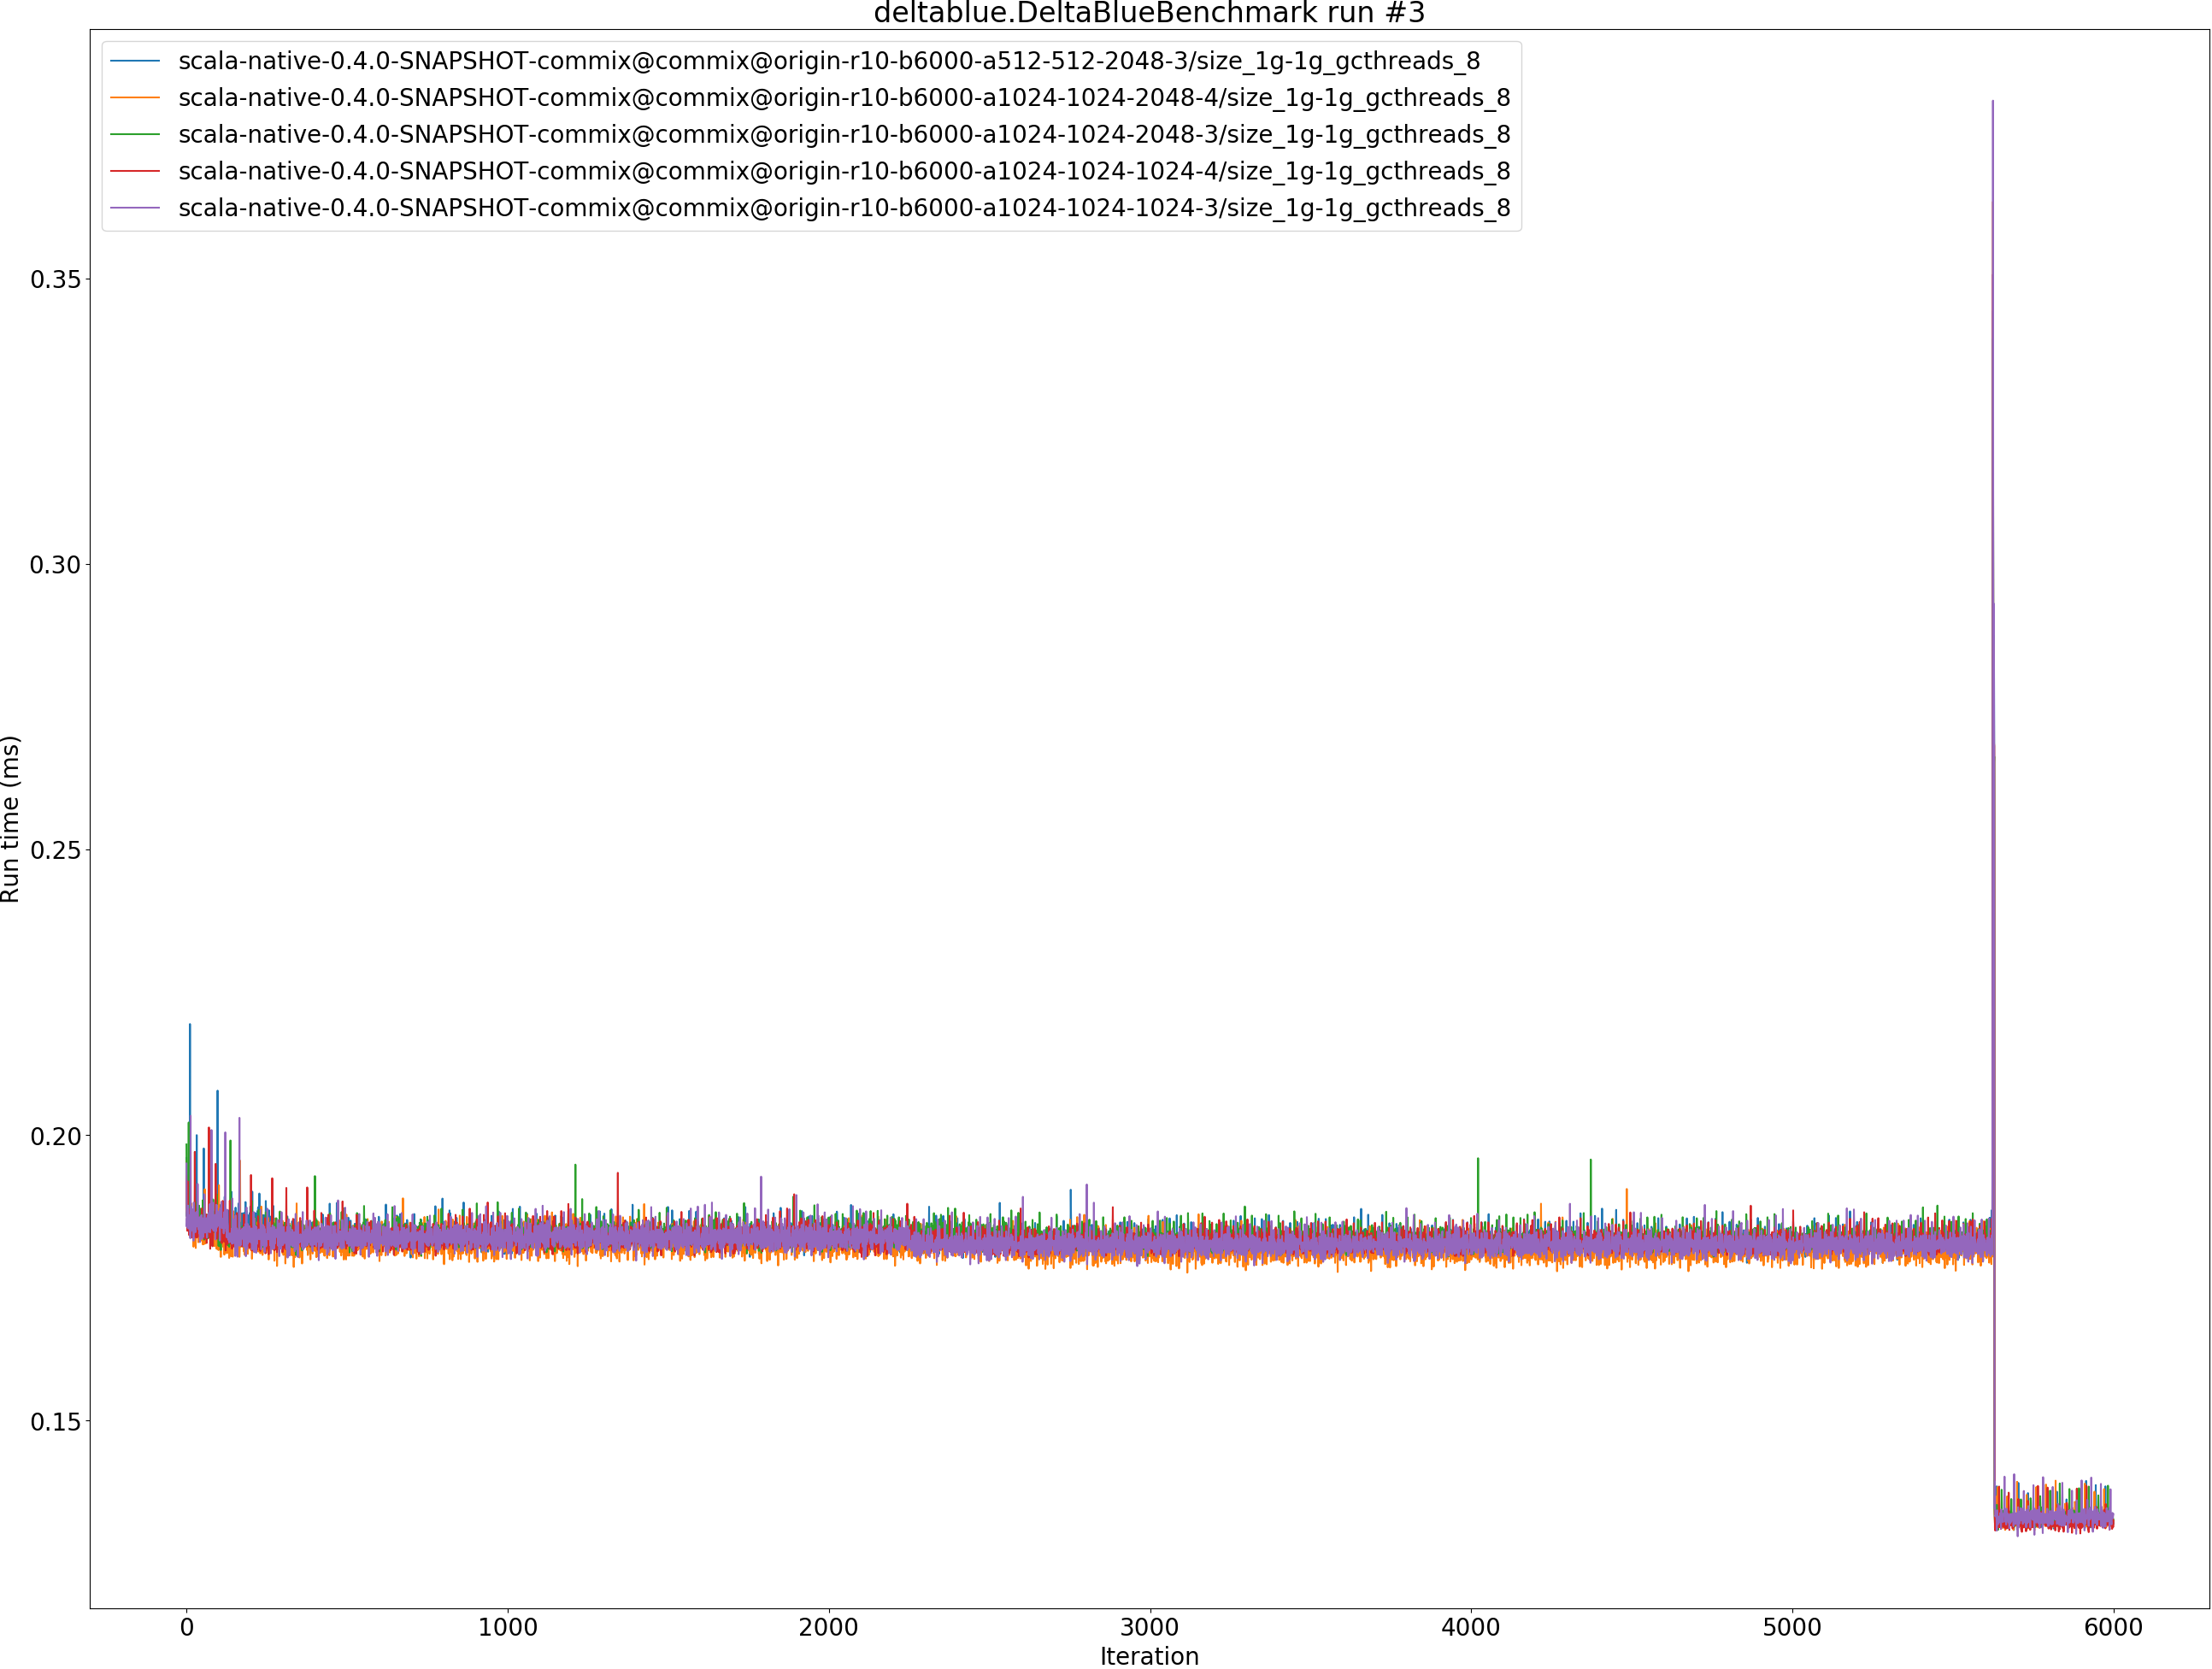 deltablue.DeltaBlueBenchmark run #3
scala-native-0.4.0-SNAPSHOT-commix@commix@origin-r10-b6000-a512-512-2048-3/size_1g-1g_gcthreads_8
scala-native-0.4.0-SNAPSHOT-commix@commix@origin-r10-b6000-a1024-1024-2048-4/size_1g-1g_gcthreads_8
scala-native-0.4.0-SNAPSHOT-commix@commix@origin-r10-b6000-a1024-1024-2048-3/size_1g-1g_gcthreads_8
scala-native-0.4.0-SNAPSHOT-commix@commix@origin-r10-b6000-a1024-1024-1024-4/size_1g-1g_gcthreads_8
scala-native-0.4.0-SNAPSHOT-commix@commix@origin-r10-b6000-a1024-1024-1024-3/size_1g-1g_gcthreads_8
0.35
0.30
0.25
0.20
0.15
Run time (ms)
0 1000 2000 3000 4000 5000 6000
Iteration